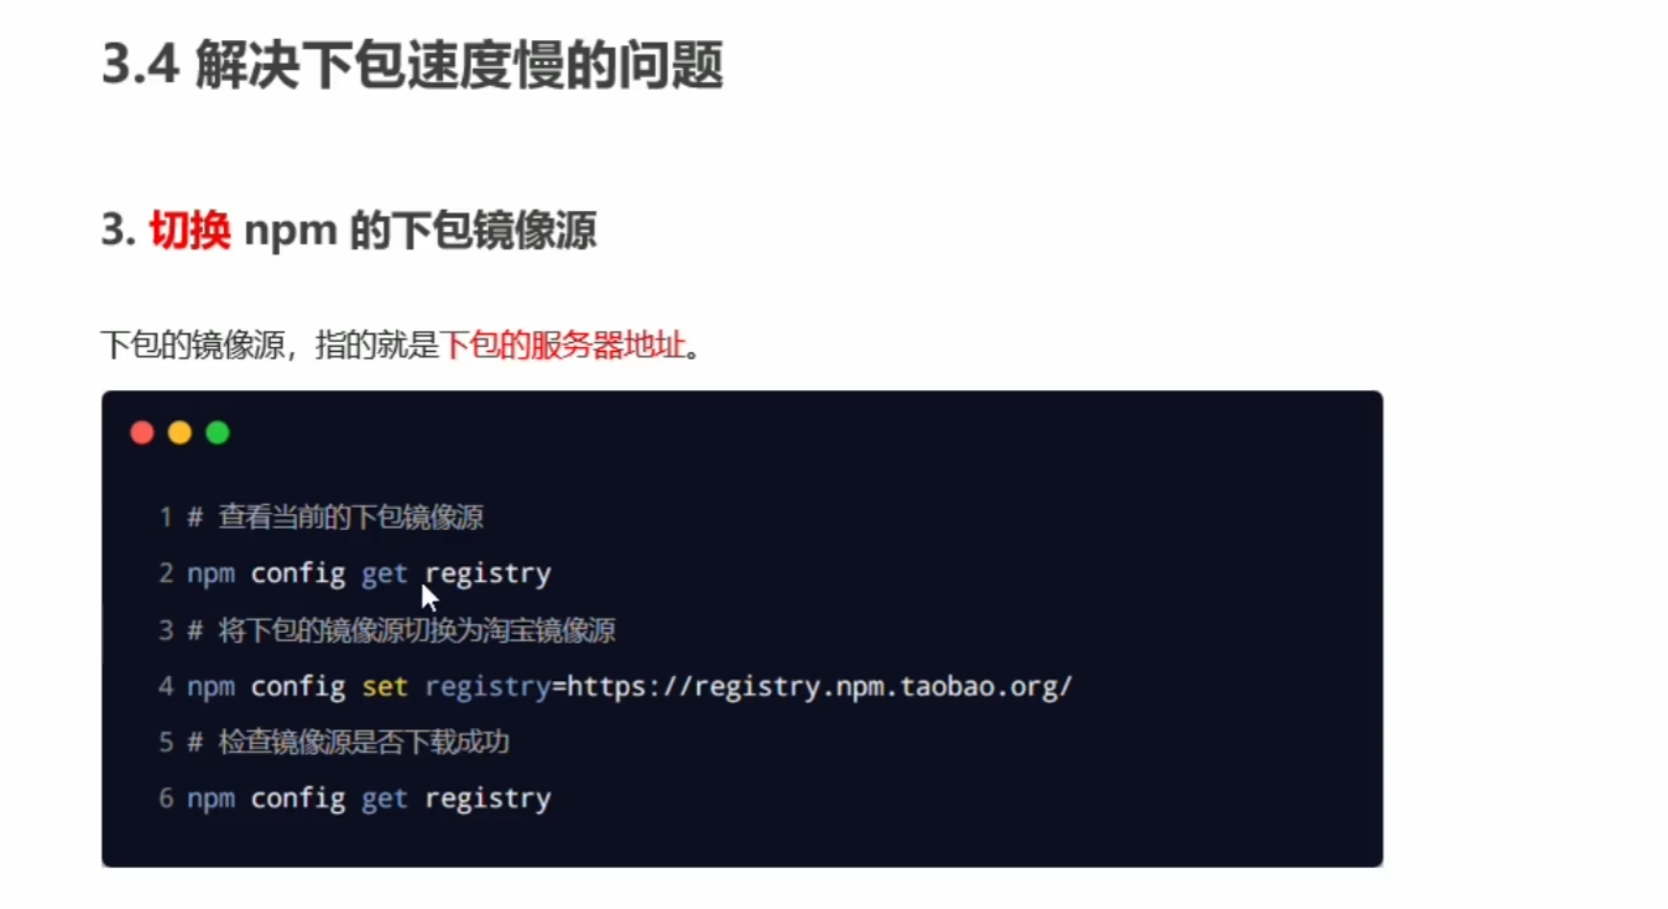 3.4 解决下包速度慢的问题
3. 切换 npm 的下包镜像源
下包的镜像源，指的就是下包的服务器地址。
1 # 查看当前的下包镜像源
2 npm config get registry
3 # 将下包的镜像源切换为淘宝镜像源
4 npm config set registry=https://registry.npm.taobao.org/
5 # 检查镜像源是否下载成功
6 npm config get registry